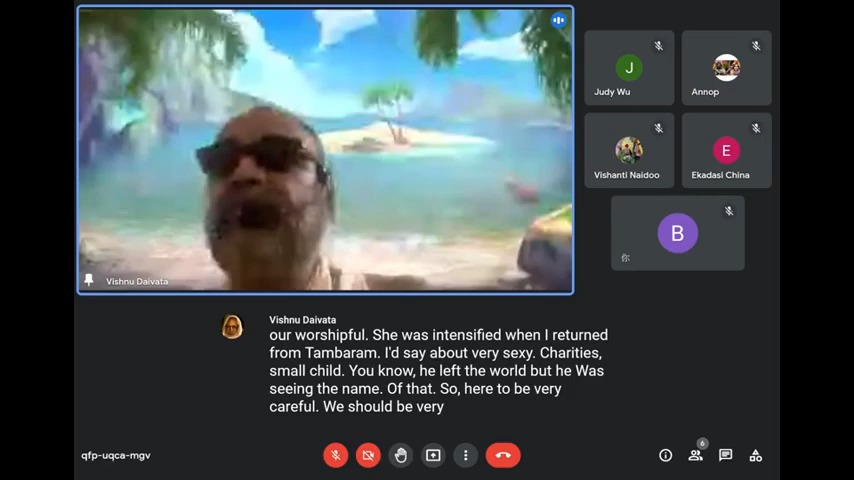 J
Judy Wu
Annop
Vishanti Naidoo
E
Ekadasi China
B
你
Vishnu Daivata
Vishnu Daivata
our worshipful. She was intensified when I returned
from Tambaram. I'd say about very sexy. Charities,
small child. You know, he left the world but he Was
seeing the name. Of that. So, here to be very
careful. We should be very
qfp-uqca-mgv
6